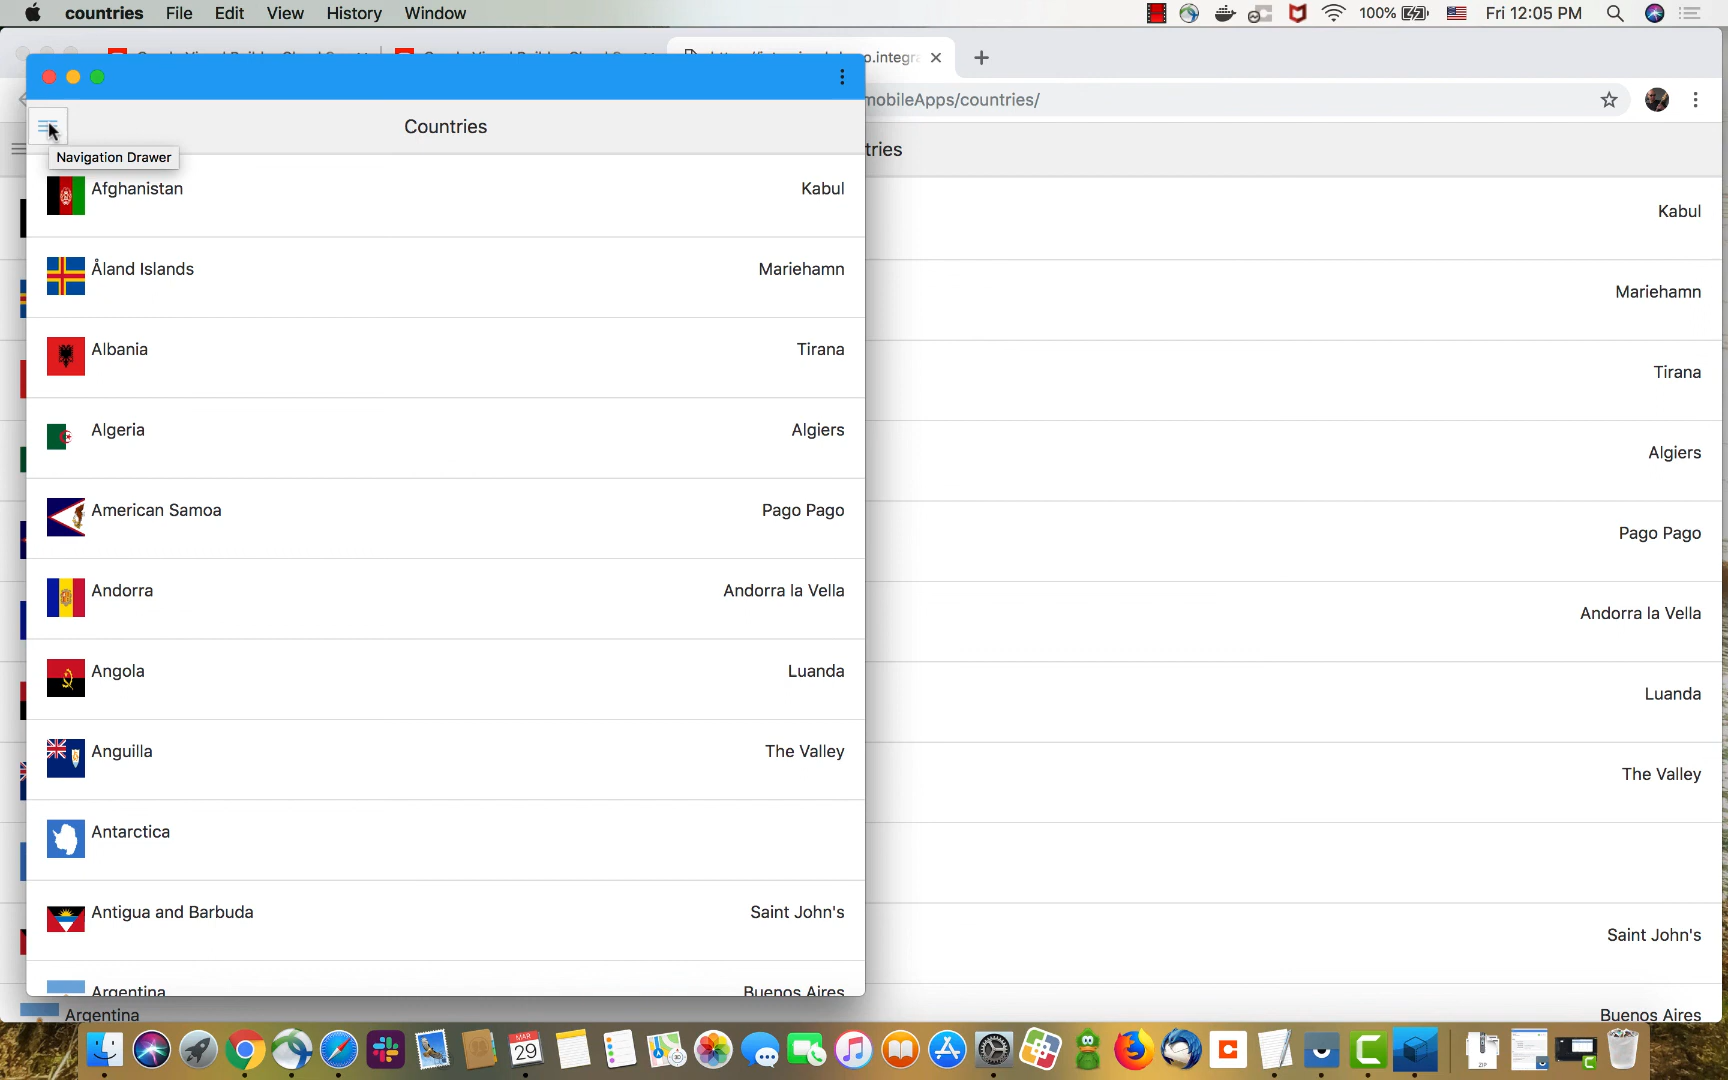 countries File Edit View History Window 100% Fri 12:05 PM
o.integra
mobileApps/countries/
Countries
Navigation Drawer
tries
Afghanistan Kabul
Kabul
Åland Islands Mariehamn
Mariehamn
Albania Tirana
Tirana
Algeria Algiers
Algiers
American Samoa Pago Pago
Pago Pago
Andorra Andorra la Vella
Andorra la Vella
Angola Luanda
Luanda
Anguilla The Valley
The Valley
Antarctica
Antigua and Barbuda Saint John's
Saint John's
Argentina Buenos Aires
Argentina Buenos Aires
MAR
29